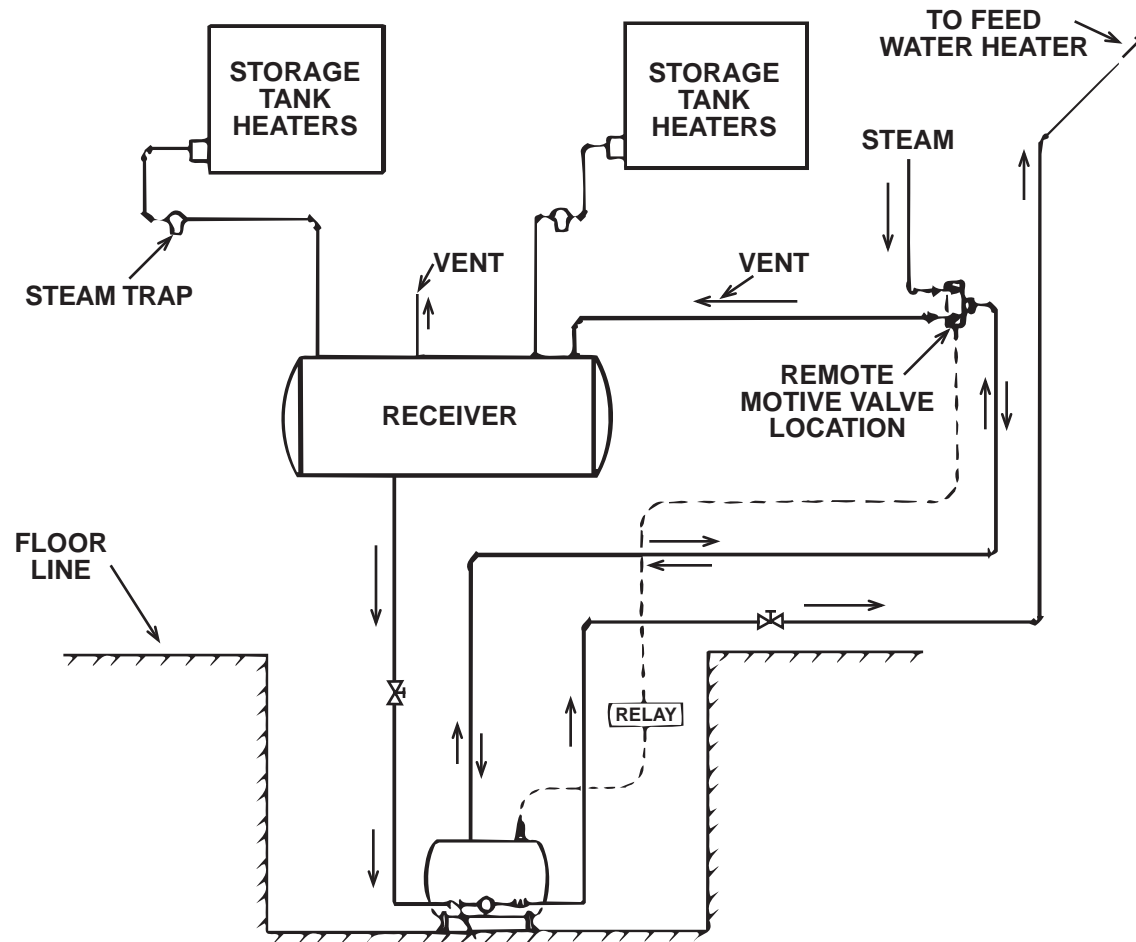 TO FEED
WATER HEATER
STORAGE
TANK
HEATERS
STORAGE
TANK
HEATERS
STEAM
STEAM TRAP
VENT
VENT
REMOTE
MOTIVE VALVE
LOCATION
RECEIVER
FLOOR
LINE
RELAY